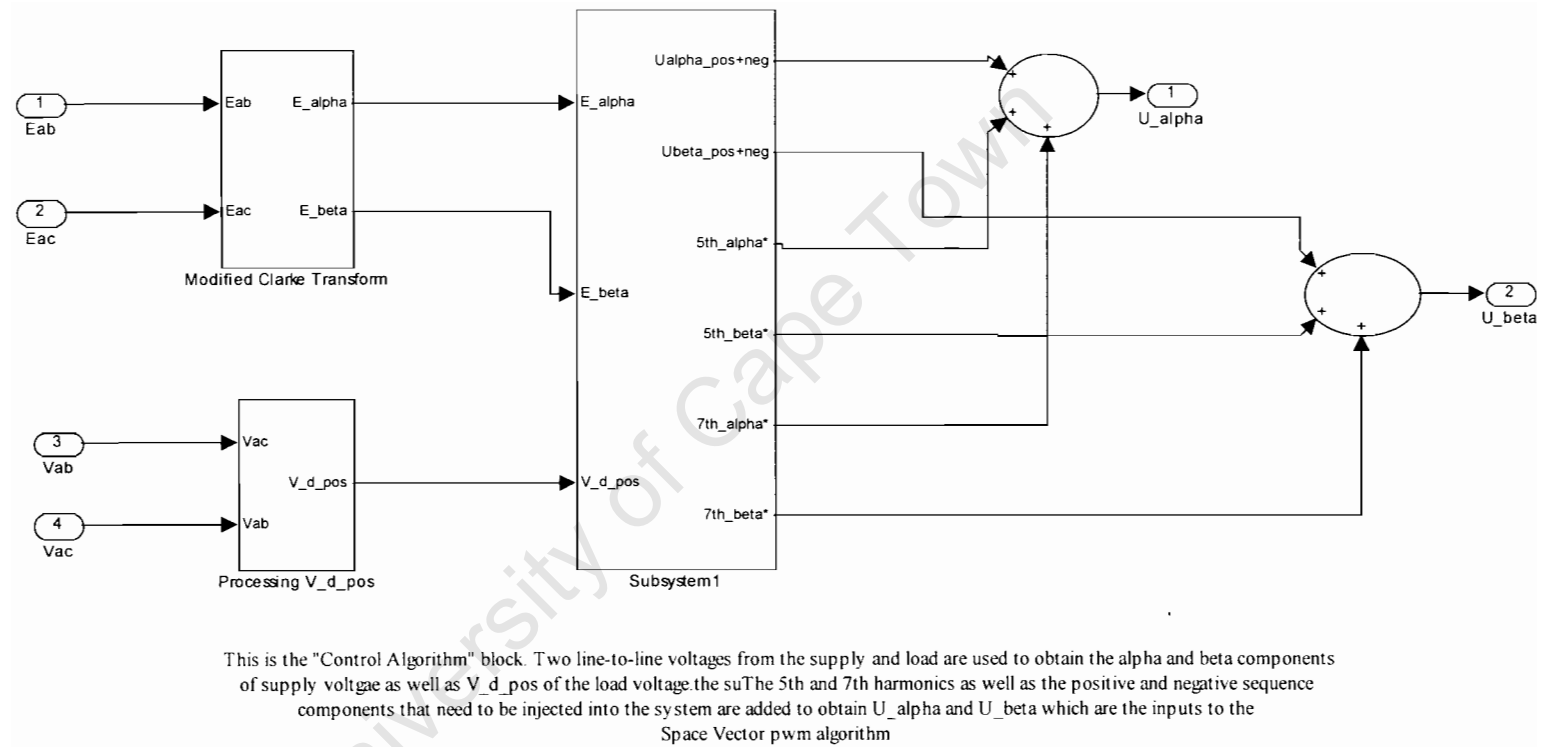 Ualpha_pos+neg
+
1
U_alpha
1
Eab
Eab
E_alpha
E_alpha
+
+
Ubeta_pos+neg
2
Eac
Eac
E_beta
5th_alpha*
Modified Clarke Transform
+
E_beta
2
U_beta
+
+
5th_beta*
3
Vab
Vac
7th_alpha*
V_d_pos
V_d_pos
4
Vac
Vab
7th_beta*
Processing V_d_pos
Subsystem1
University of Cape Town
This is the "Control Algorithm" block. Two line-to-line voltages from the supply and load are used to obtain the alpha and beta components
of supply voltgae as well as V_d_pos of the load voltage.the suThe 5th and 7th harmonics as well as the positive and negative sequence
components that need to be injected into the system are added to obtain U_alpha and U_beta which are the inputs to the
Space Vector pwm algorithm